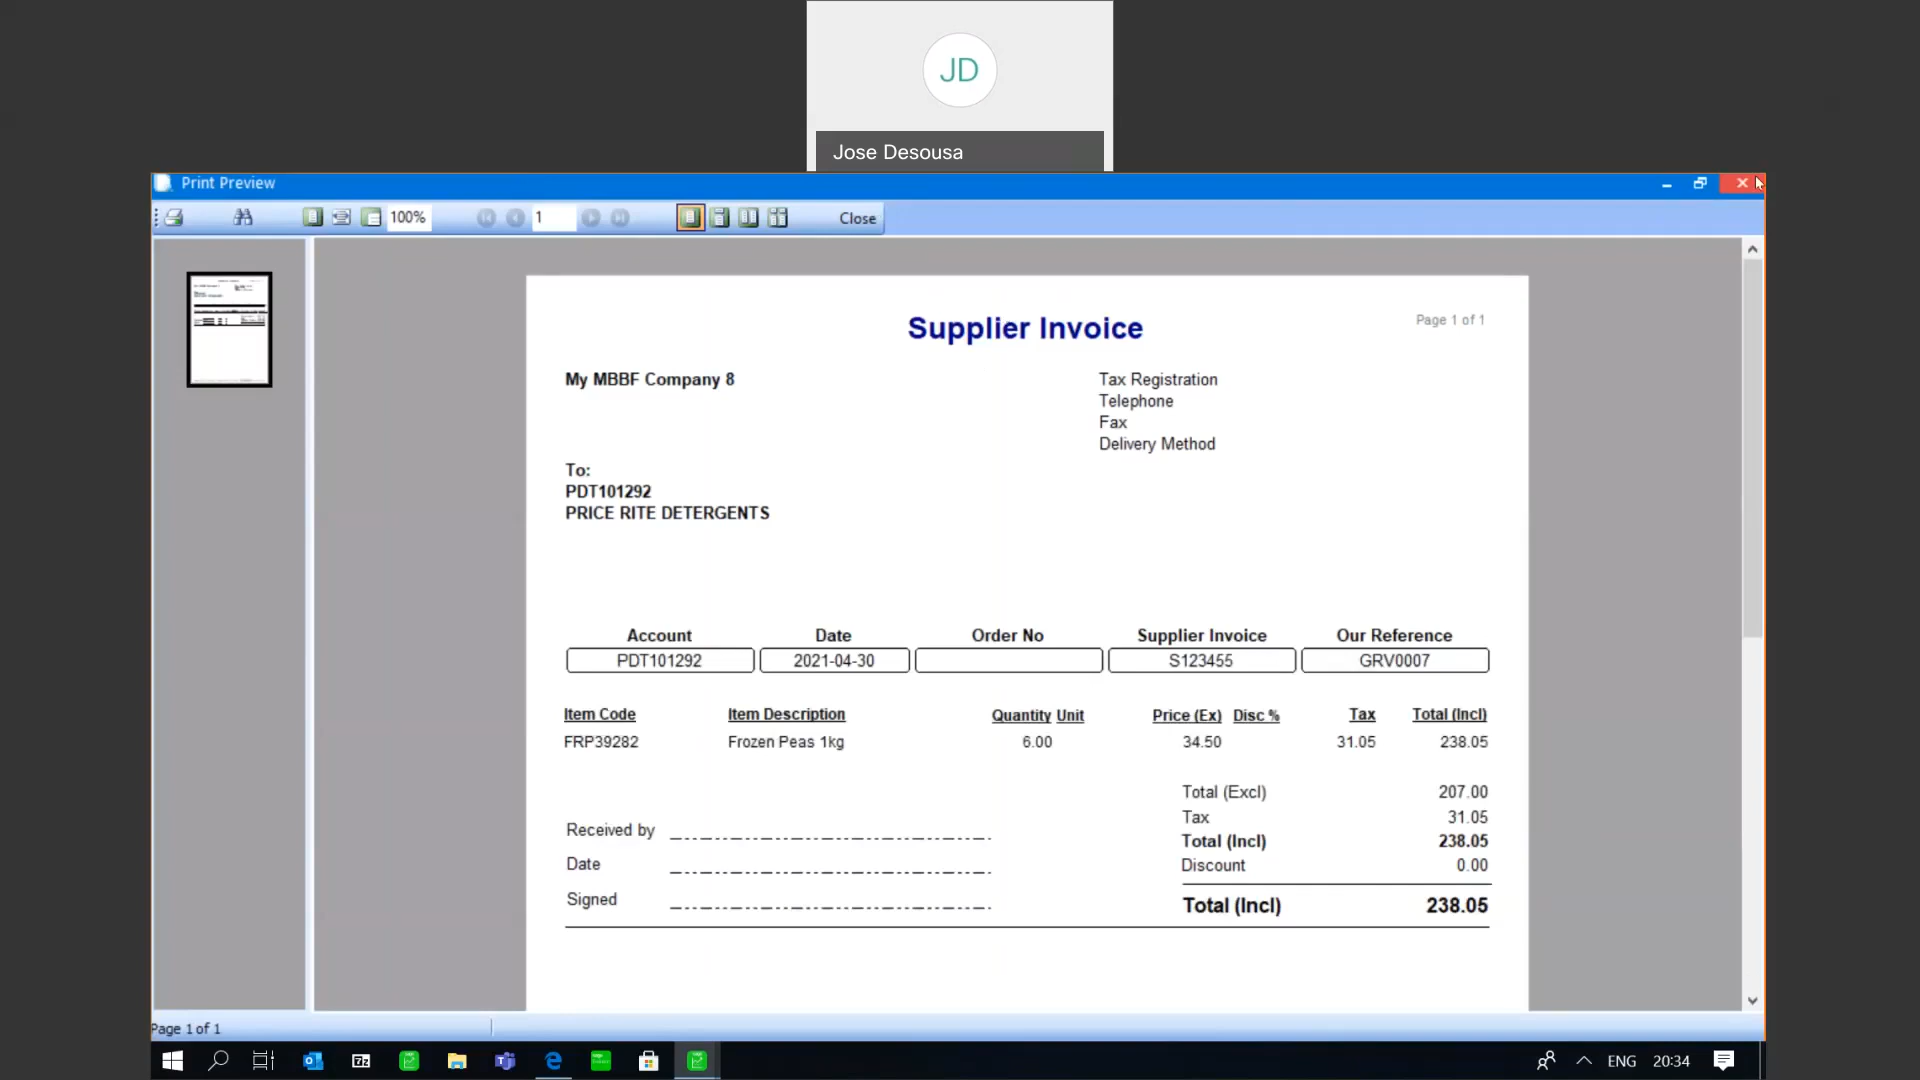 JD
Jose Desousa
Print Preview
100%
1
Close
Supplier Invoice
Page 1 of 1
My MBBF Company 8
Tax Registration
Telephone
Fax
Delivery Method
To:
PDT101292
PRICE RITE DETERGENTS
Account Date Order No Supplier Invoice Our Reference
PDT101292 2021-04-30 S123455 GRV0007
Item Code Item Description Quantity Unit Price (Ex) Disc % Tax Total (Incl)
FRP39282 Frozen Peas 1kg 6.00 34.50 31.05 238.05
Total (Excl) 207.00
Tax 31.05
Total (Incl) 238.05
Discount 0.00
Total (Incl) 238.05
Received by
Date
Signed
Page 1 of 1
ENG 20:34